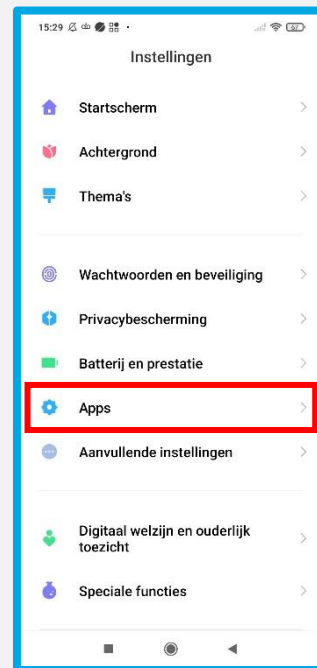 15:29
67
Instellingen
Startscherm
Achtergrond
Thema's
Wachtwoorden en beveiliging
Privacybescherming
Batterij en prestatie
Apps
Aanvullende instellingen
Digitaal welzijn en ouderlijk
toezicht
Speciale functies